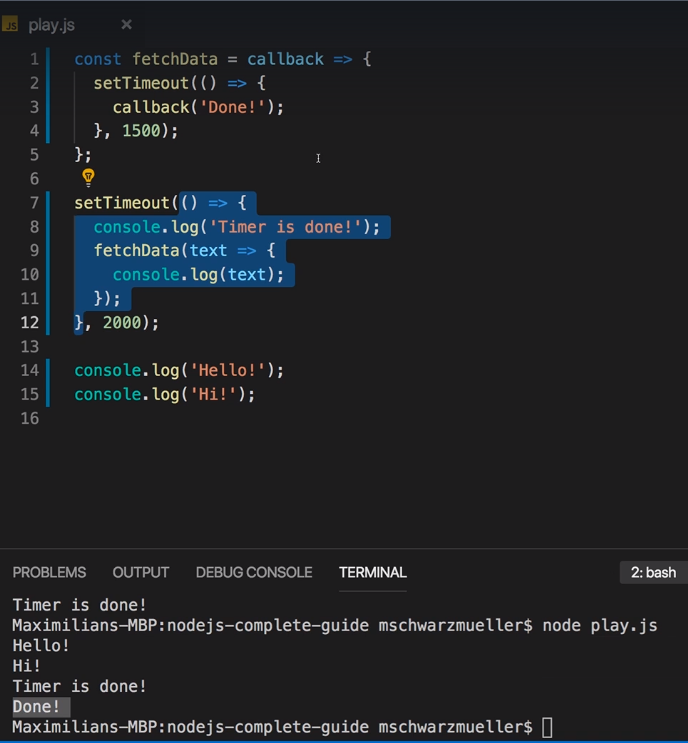 JS play.js ×
1 const fetchData = callback => {
2 setTimeout(() => {
3 callback('Done!');
4 }, 1500);
5 };
6
7 setTimeout(() => {
8 console.log('Timer is done!');
9 fetchData(text => {
10 console.log(text);
11 });
12 }, 2000);
13
14 console.log('Hello!');
15 console.log('Hi!');
16
PROBLEMS OUTPUT DEBUG CONSOLE TERMINAL 2: bash
Timer is done!
Maximilians-MBP:nodejs-complete-guide mschwarzmueller$ node play.js
Hello!
Hi!
Timer is done!
Done!
Maximilians-MBP:nodejs-complete-guide mschwarzmueller$